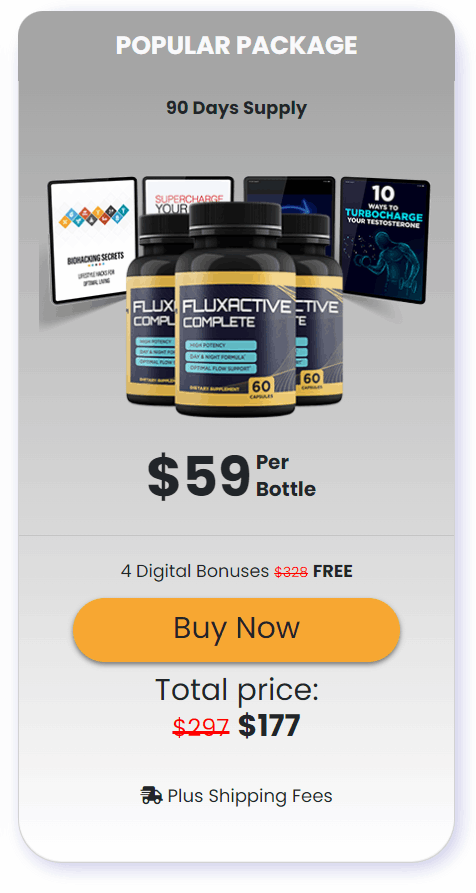 POPULAR PACKAGE
90 Days Supply
BIOHACKING SECRETS
LIFESTYLE HACKS FOR
OPTIMAL LIVING
SUPERCHARGE
YOUR
10
WAYS TO
TURBOCHARGE
YOUR TESTOSTERONE
FLUXACTIVE
COMPLETE
HIGH POTENCY
DAY & NIGHT FORMULA
OPTIMAL FLOW SUPPORT
DIETARY SUPPLEMENT
60
CAPSULES
60
CAPSULES
$59 Per
Bottle
4 Digital Bonuses $328 FREE
Buy Now
Total price:
$297 $177
Plus Shipping Fees